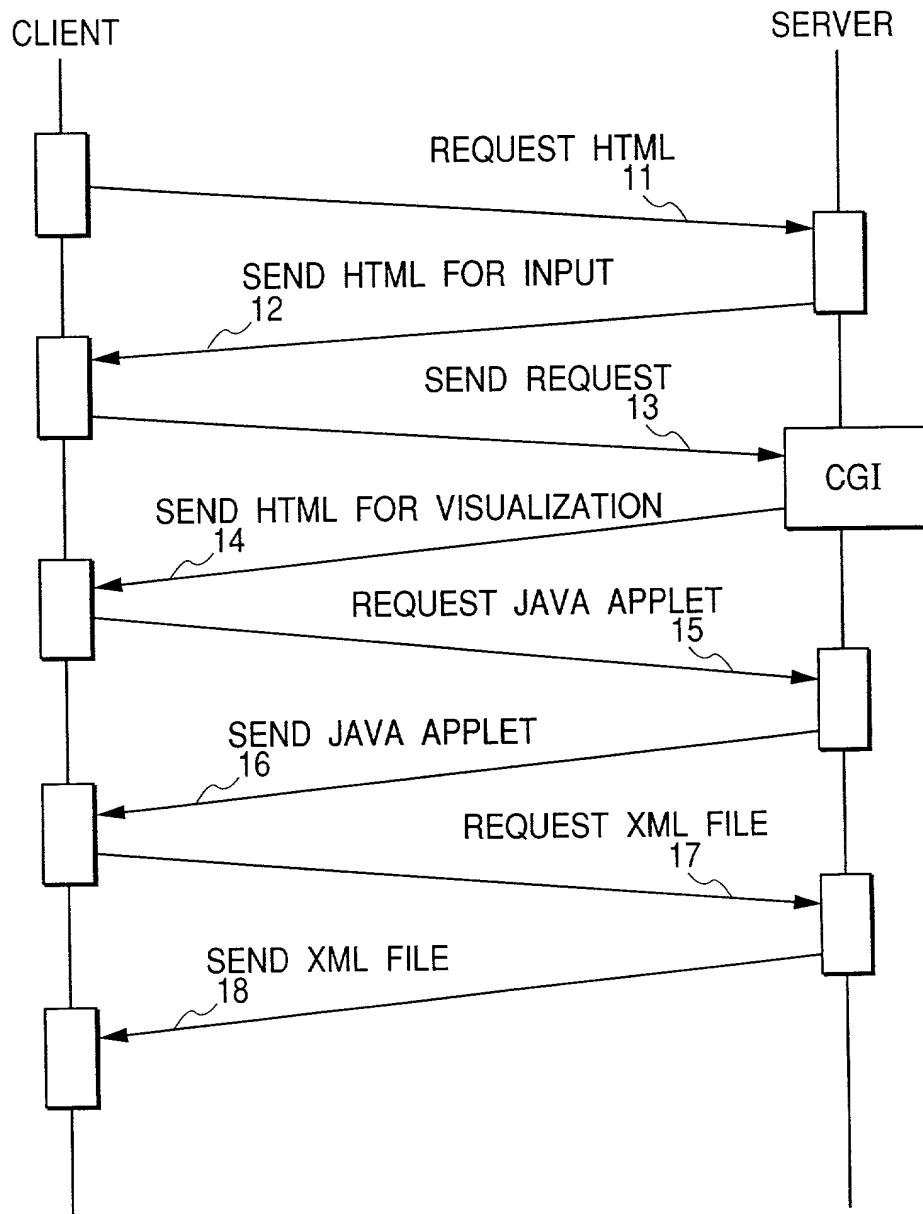 CLIENT
SERVER
REQUEST HTML
11
SEND HTML FOR INPUT
12
SEND REQUEST
13
CGI
SEND HTML FOR VISUALIZATION
14
REQUEST JAVA APPLET
15
SEND JAVA APPLET
16
REQUEST XML FILE
17
SEND XML FILE
18